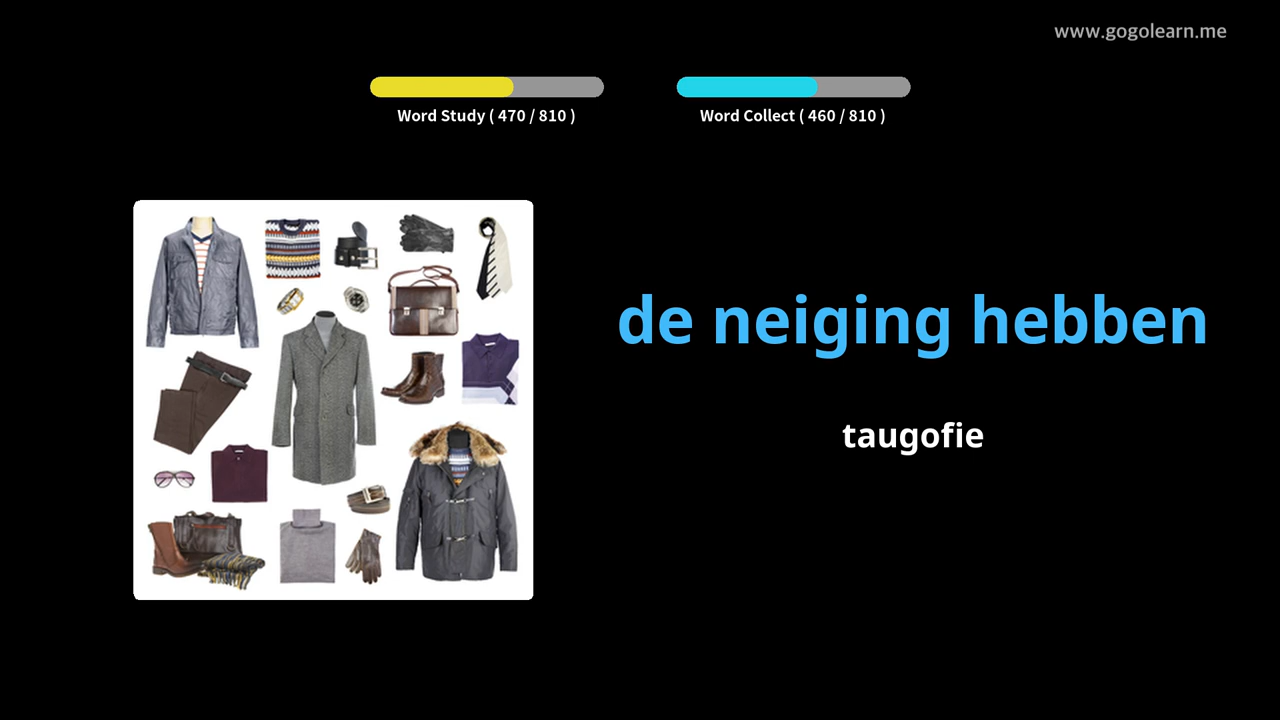 www.gogolearn.me
Word Study ( 470 / 810 )
Word Collect ( 460 / 810 )
de neiging hebben
taugofie